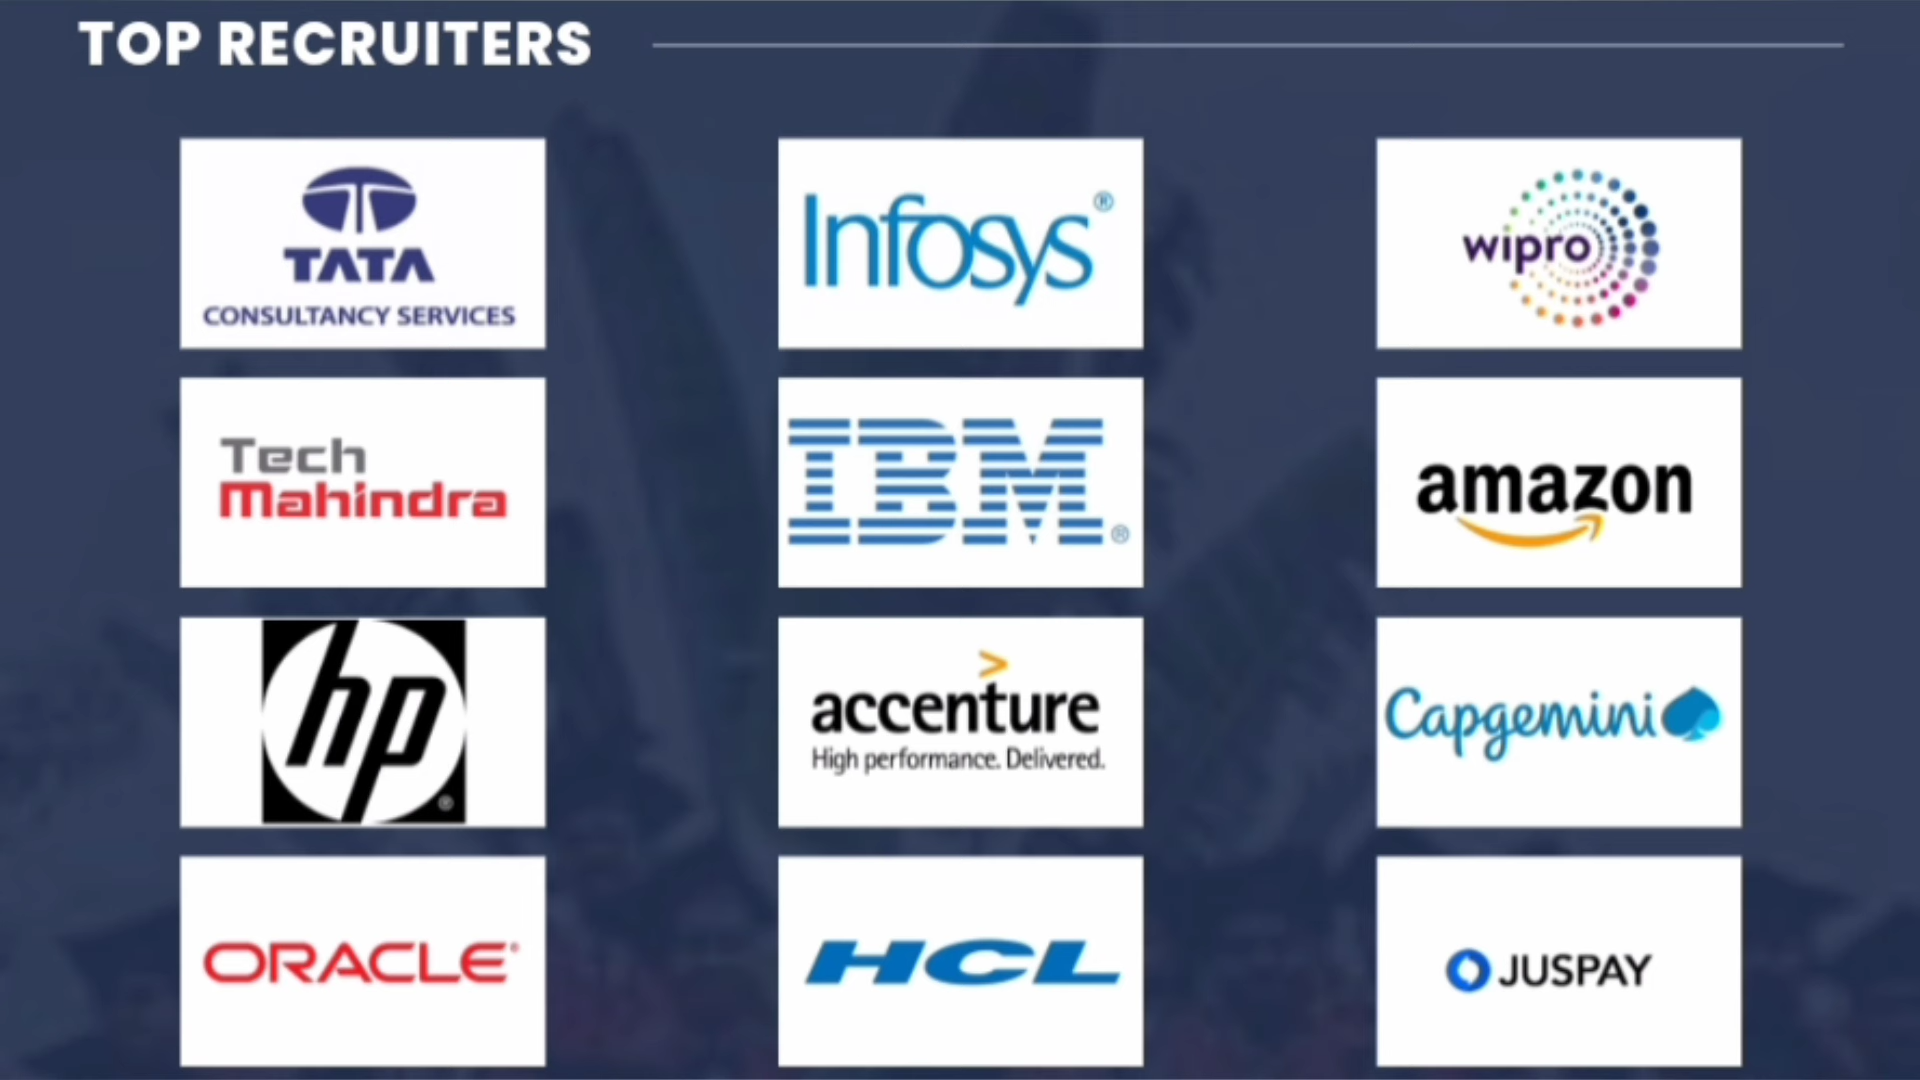 TOP RECRUITERS
TATA
CONSULTANCY SERVICES
Infosys®
wipro
Tech
Mahindra
IBM®
amazon
hp®
>
accenture
High performance. Delivered.
Capgemini
ORACLE®
HCL
JUSPAY